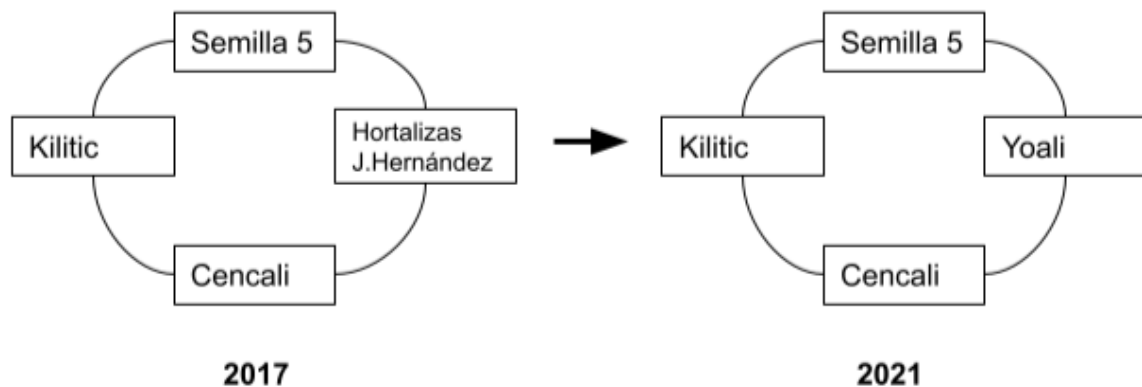 Semilla 5
Kilitic
Hortalizas
J.Hernández
Cencali
2017
Semilla 5
Kilitic
Yoali
Cencali
2021